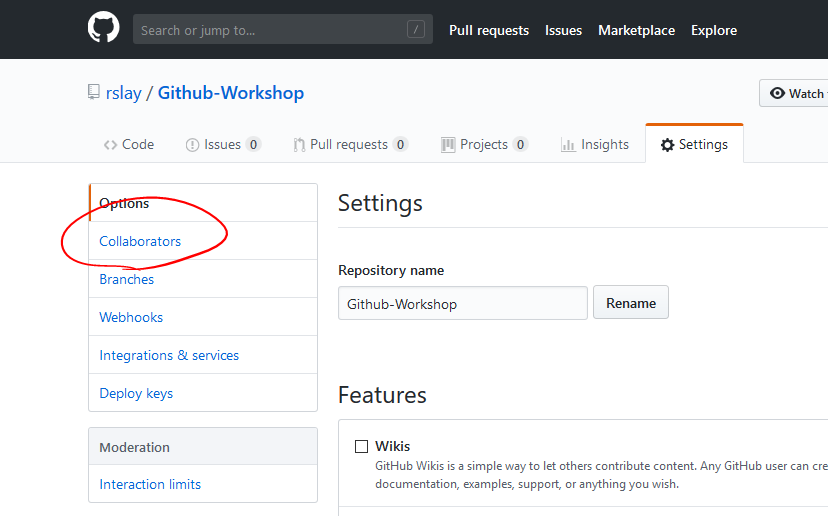 Search or jump to... / Pull requests Issues Marketplace Explore
rslay / Github-Workshop Watch
<> Code Issues 0 Pull requests 0 Projects 0 Insights Settings
Options
Collaborators
Branches
Webhooks
Integrations & services
Deploy keys
Moderation
Interaction limits
Settings
Repository name
Github-Workshop Rename
Features
Wikis
GitHub Wikis is a simple way to let others contribute content. Any GitHub user can cre
documentation, examples, support, or anything you wish.